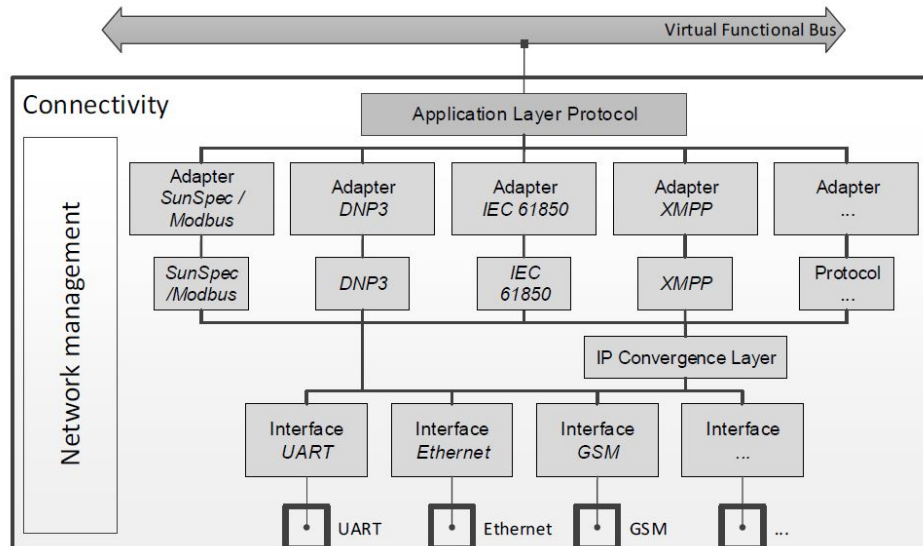 Virtual Functional Bus
Connectivity
Network management
Application Layer Protocol
Adapter
SunSpec /
Modbus
Adapter
DNP3
Adapter
IEC 61850
Adapter
XMPP
Adapter
...
SunSpec
/Modbus
DNP3
IEC
61850
XMPP
Protocol
...
IP Convergence Layer
Interface
UART
Interface
Ethernet
Interface
GSM
Interface
...
UART
Ethernet
GSM
...